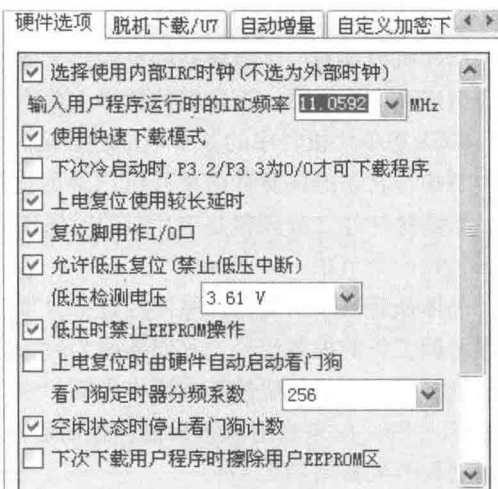 硬件选项 脱机下载/U7 自动增量 自定义加密下
选择使用内部IRC时钟(不选为外部时钟)
输入用户程序运行时的IRC频率 11.0592 MHz
使用快速下载模式
下次冷启动时,P3.2/P3.3为0/0才可下载程序
上电复位使用较长延时
复位脚用作I/O口
允许低压复位(禁止低压中断)
低压检测电压 3.61 V
低压时禁止EEPROM操作
上电复位时由硬件自动启动看门狗
看门狗定时器分频系数 256
空闲状态时停止看门狗计数
下次下载用户程序时擦除用户EEPROM区